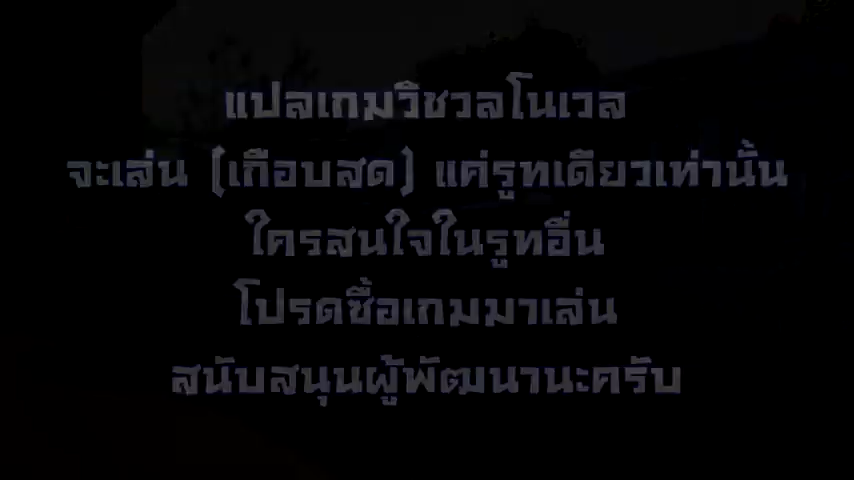 แปลเกมวิชวลโนเวล
จะเล่น (เกือบสด) แค่รูทเดียวเท่านั้น
ใครสนใจในรูทอื่น
โปรดซื้อเกมมาเล่น
สนับสนุนผู้พัฒนานะครับ